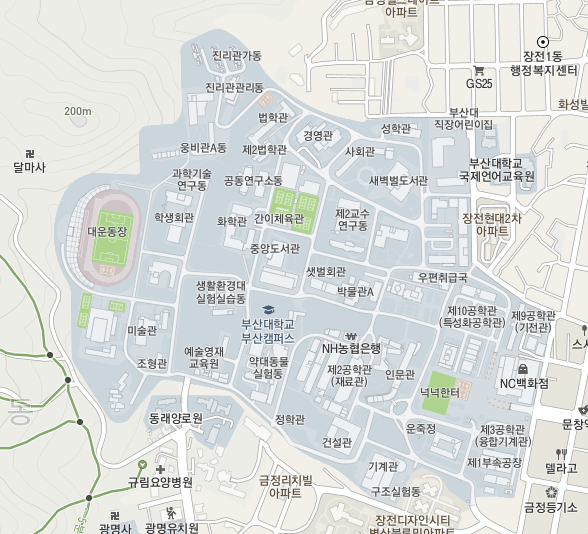 아파트
진리관가동
장전1동
행정복지센터
GS25
진리관관리동
200m
법학관
부산대
직장어린이집
화성빌
경영관
성학관
웅비관A동
제2법학관
사회관
달마사
과학기술
연구동
공동연구소동
새벽벌도서관
부산대학교
국제언어교육원
대운동장
학생회관
화학관
간이체육관
제2교수
연구동
장전현대2차
아파트
중앙도서관
샛벌회관
우편취급국
생활환경대
실험실습동
박물관A
부산대학교
부산캠퍼스
제10공학관
(특성화공학관)
제9공학관
(기전관)
미술관
NH농협은행
스시
조형관
예술영재
교육원
약대동물
실험동
제2공학관
(재료관)
인문관
NC백화점
넉넉한터
동래양로원
정학관
운죽정
문창익
건설관
제3공학관
(융합기계관)
규림요양병원
금정리치빌
아파트
기계관
제1부속공장
델라고
구조실험동
금정등기소
광명사
광명유치원
장전디자인시티